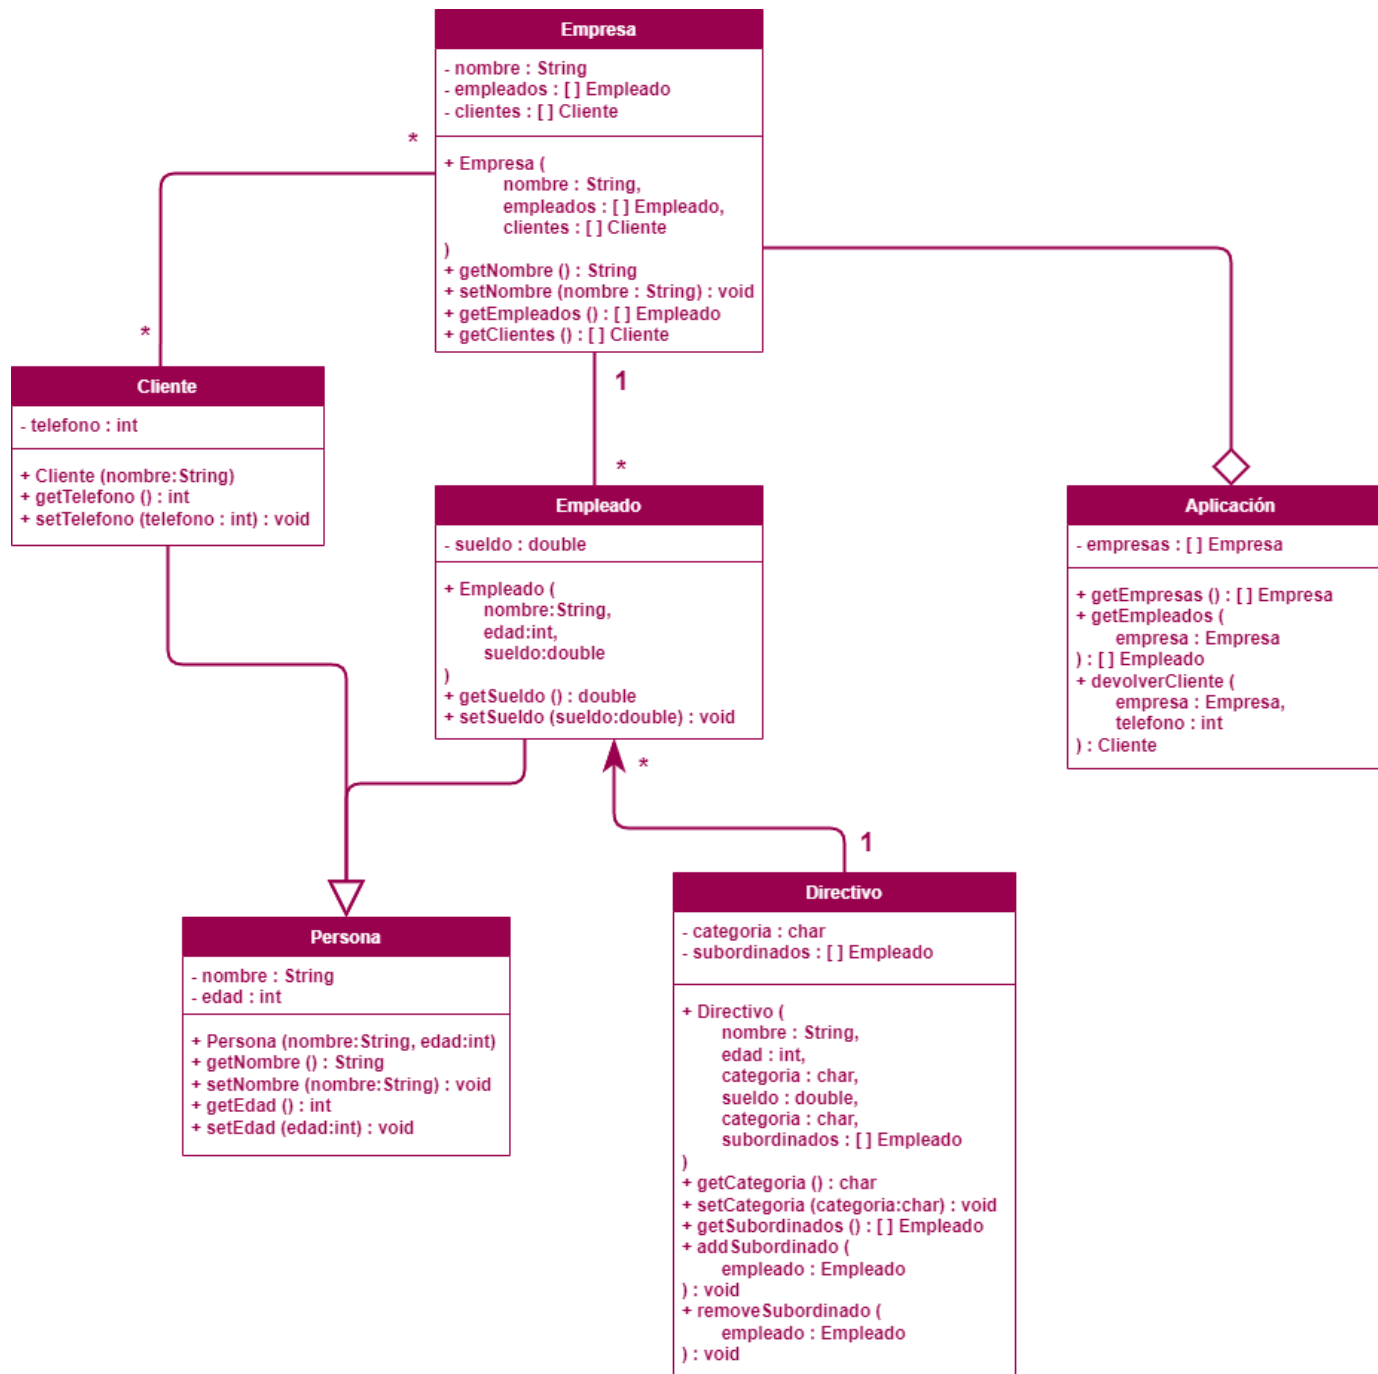 Empresa
- nombre : String
- empleados : [ ] Empleado
- clientes : [ ] Cliente
+ Empresa (
nombre : String,
empleados : [ ] Empleado,
clientes : [ ] Cliente
)
+ getNombre () : String
+ setNombre (nombre : String) : void
+ getEmpleados () : [ ] Empleado
+ getClientes () : [ ] Cliente
*
*
1
*
Cliente
- telefono : int
+ Cliente (nombre:String)
+ getTelefono () : int
+ setTelefono (telefono : int) : void
Empleado
- sueldo : double
+ Empleado (
nombre:String,
edad:int,
sueldo:double
)
+ getSueldo () : double
+ setSueldo (sueldo:double) : void
Aplicación
- empresas : [ ] Empresa
+ getEmpresas () : [ ] Empresa
+ getEmpleados (
empresa : Empresa
) : [ ] Empleado
+ devolverCliente (
empresa : Empresa,
telefono : int
) : Cliente
*
1
Persona
- nombre : String
- edad : int
+ Persona (nombre:String, edad:int)
+ getNombre () : String
+ setNombre (nombre:String) : void
+ getEdad () : int
+ setEdad (edad:int) : void
Directivo
- categoria : char
- subordinados : [ ] Empleado
+ Directivo (
nombre : String,
edad : int,
categoria : char,
sueldo : double,
categoria : char,
subordinados : [ ] Empleado
)
+ getCategoria () : char
+ setCategoria (categoria:char) : void
+ getSubordinados () : [ ] Empleado
+ addSubordinado (
empleado : Empleado
) : void
+ removeSubordinado (
empleado : Empleado
) : void